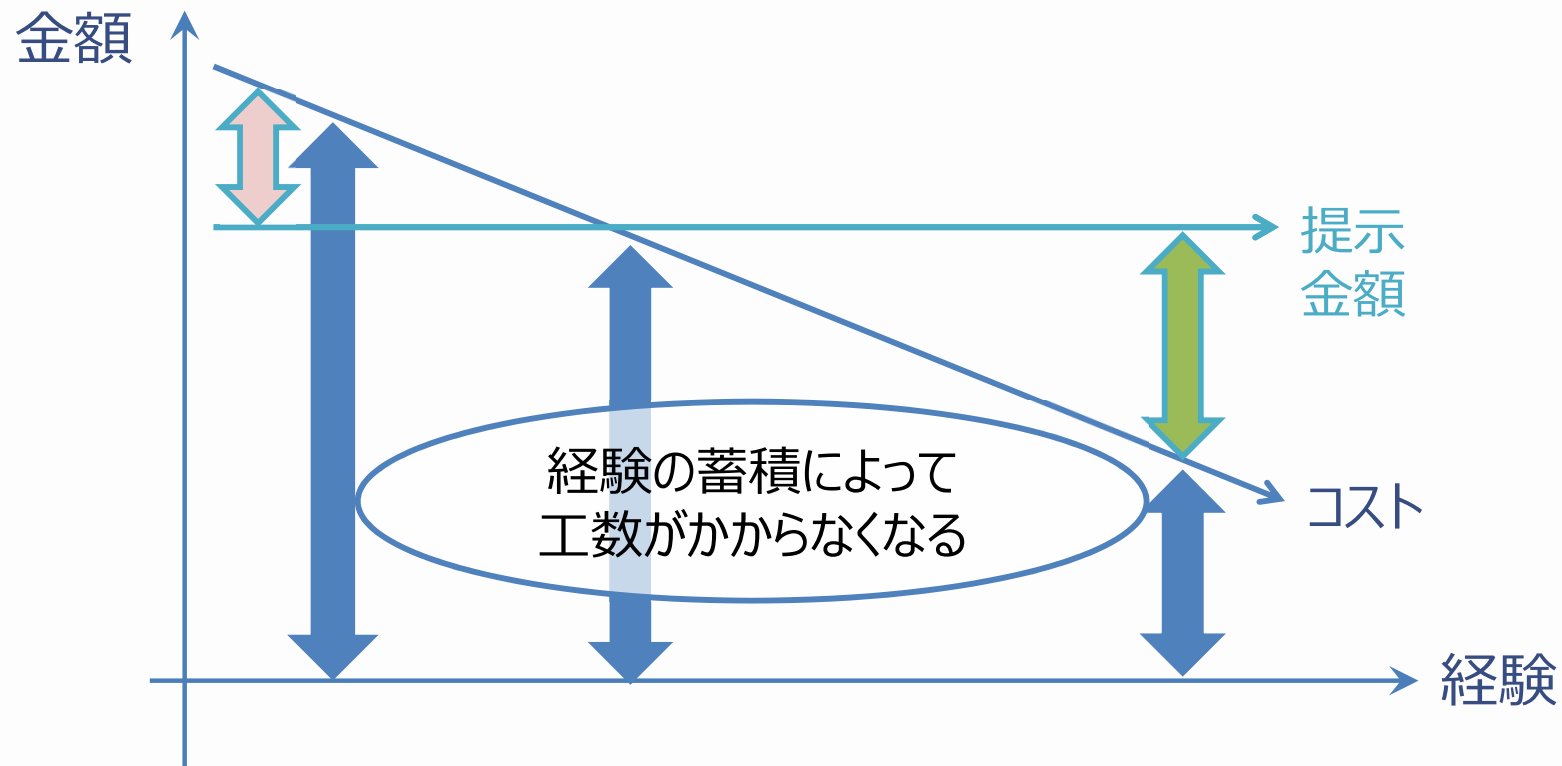 金額
提示
金額
経験の蓄積によって
工数がかからなくなる
コスト
経験